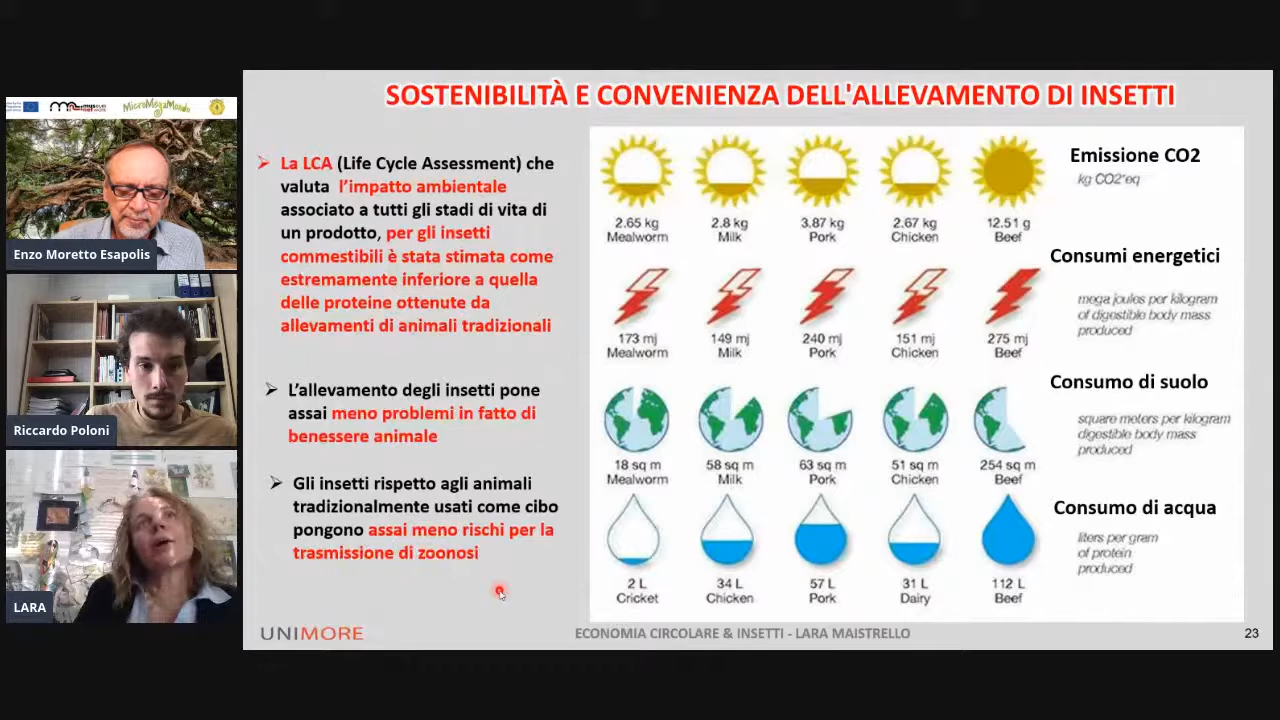 SOSTENIBILITÀ E CONVENIENZA DELL'ALLEVAMENTO DI INSETTI
MicroMegaMondo
Enzo Moretto Esapolis
Riccardo Poloni
LARA
La LCA (Life Cycle Assessment) che
valuta l'impatto ambientale
associato a tutti gli stadi di vita di
un prodotto, per gli insetti
commestibili è stata stimata come
estremamente inferiore a quella
delle proteine ottenute da
allevamenti di animali tradizionali
L'allevamento degli insetti pone
assai meno problemi in fatto di
benessere animale
Gli insetti rispetto agli animali
tradizionalmente usati come cibo
pongono assai meno rischi per la
trasmissione di zoonosi
2.65 kg 2.8 kg 3.87 kg 2.67 kg 12.51 g
Mealworm Milk Pork Chicken Beef
Emissione CO2
kg CO2*eq
173 mj 149 mj 240 mj 151 mj 275 mj
Mealworm Milk Pork Chicken Beef
Consumi energetici
mega joules per kilogram
of digestible body mass
produced
18 sq m 58 sq m 63 sq m 51 sq m 254 sq m
Mealworm Milk Pork Chicken Beef
Consumo di suolo
square meters per kilogram
digestible body mass
produced
2 L 34 L 57 L 31 L 112 L
Cricket Chicken Pork Dairy Beef
Consumo di acqua
liters per gram
of protein
produced
UNIMORE
ECONOMIA CIRCOLARE & INSETTI - LARA MAISTRELLO
23